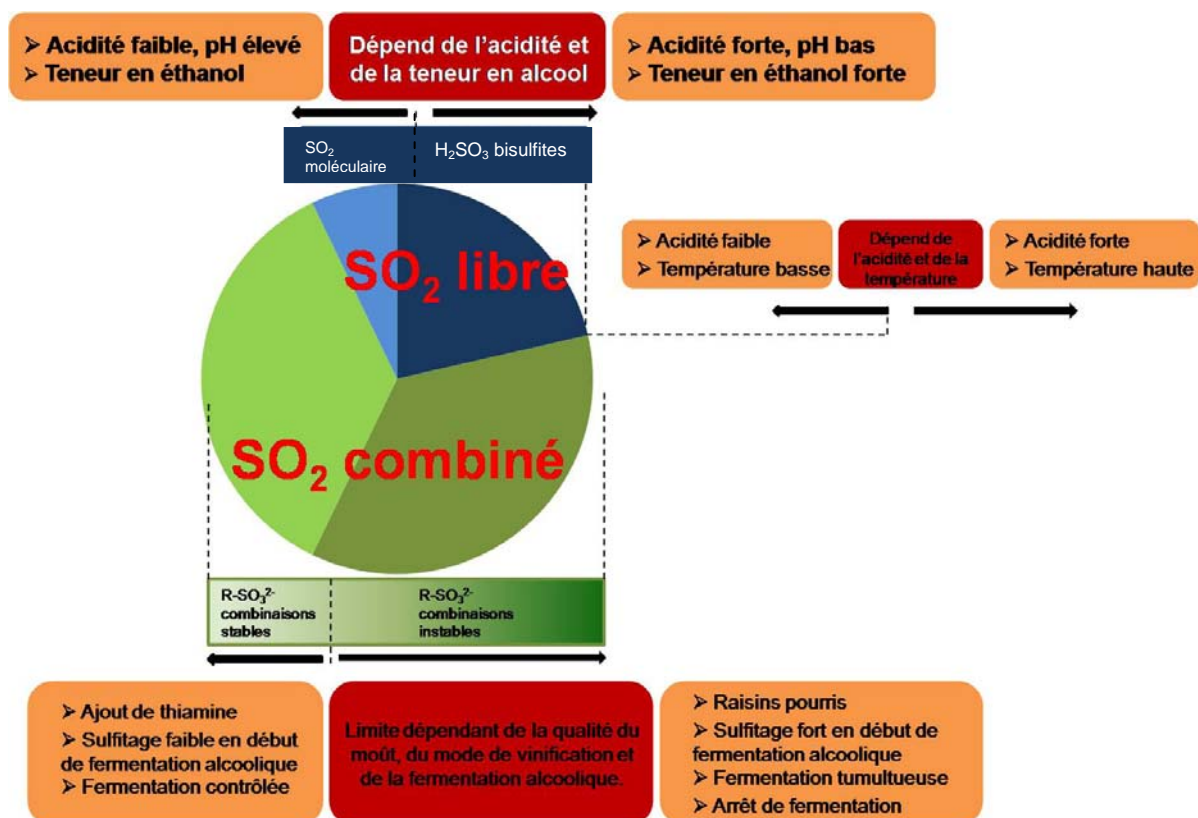 ➤ Acidité faible, pH élevé
➤ Teneur en éthanol
Dépend de l'acidité et
de la teneur en alcool
➤ Acidité forte, pH bas
➤ Teneur en éthanol forte
SO₂
moléculaire
H₂SO₃ bisulfites
➤ Acidité faible
➤ Température basse
Dépend de
l'acidité et de la
température
➤ Acidité forte
➤ Température haute
SO₂ libre
SO₂ combiné
R-SO₃²⁻
combinaisons
stables
R-SO₃²⁻
combinaisons
instables
➤ Ajout de thiamine
➤ Sulfitage faible en début
de fermentation alcoolique
➤ Fermentation contrôlée
Limite dépendant de la qualité du
moût, du mode de vinification et
de la fermentation alcoolique.
➤ Raisins pourris
➤ Sulfitage fort en début de
fermentation alcoolique
➤ Fermentation tumultueuse
➤ Arrêt de fermentation